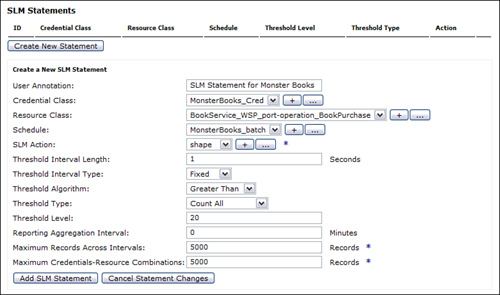 SLM Statements
ID Credential Class Resource Class Schedule Threshold Level Threshold Type Action
Create New Statement
Create a New SLM Statement
User Annotation: SLM Statement for Monster Books
Credential Class: MonsterBooks_Cred + ...
Resource Class: BookService_WSP_port-operation_BookPurchase + ...
Schedule: MonsterBooks_batch + ...
SLM Action: shape + ... *
Threshold Interval Length: 1 Seconds
Threshold Interval Type: Fixed
Threshold Algorithm: Greater Than
Threshold Type: Count All
Threshold Level: 20
Reporting Aggregation Interval: 0 Minutes
Maximum Records Across Intervals: 5000 Records *
Maximum Credentials-Resource Combinations: 5000 Records *
Add SLM Statement Cancel Statement Changes